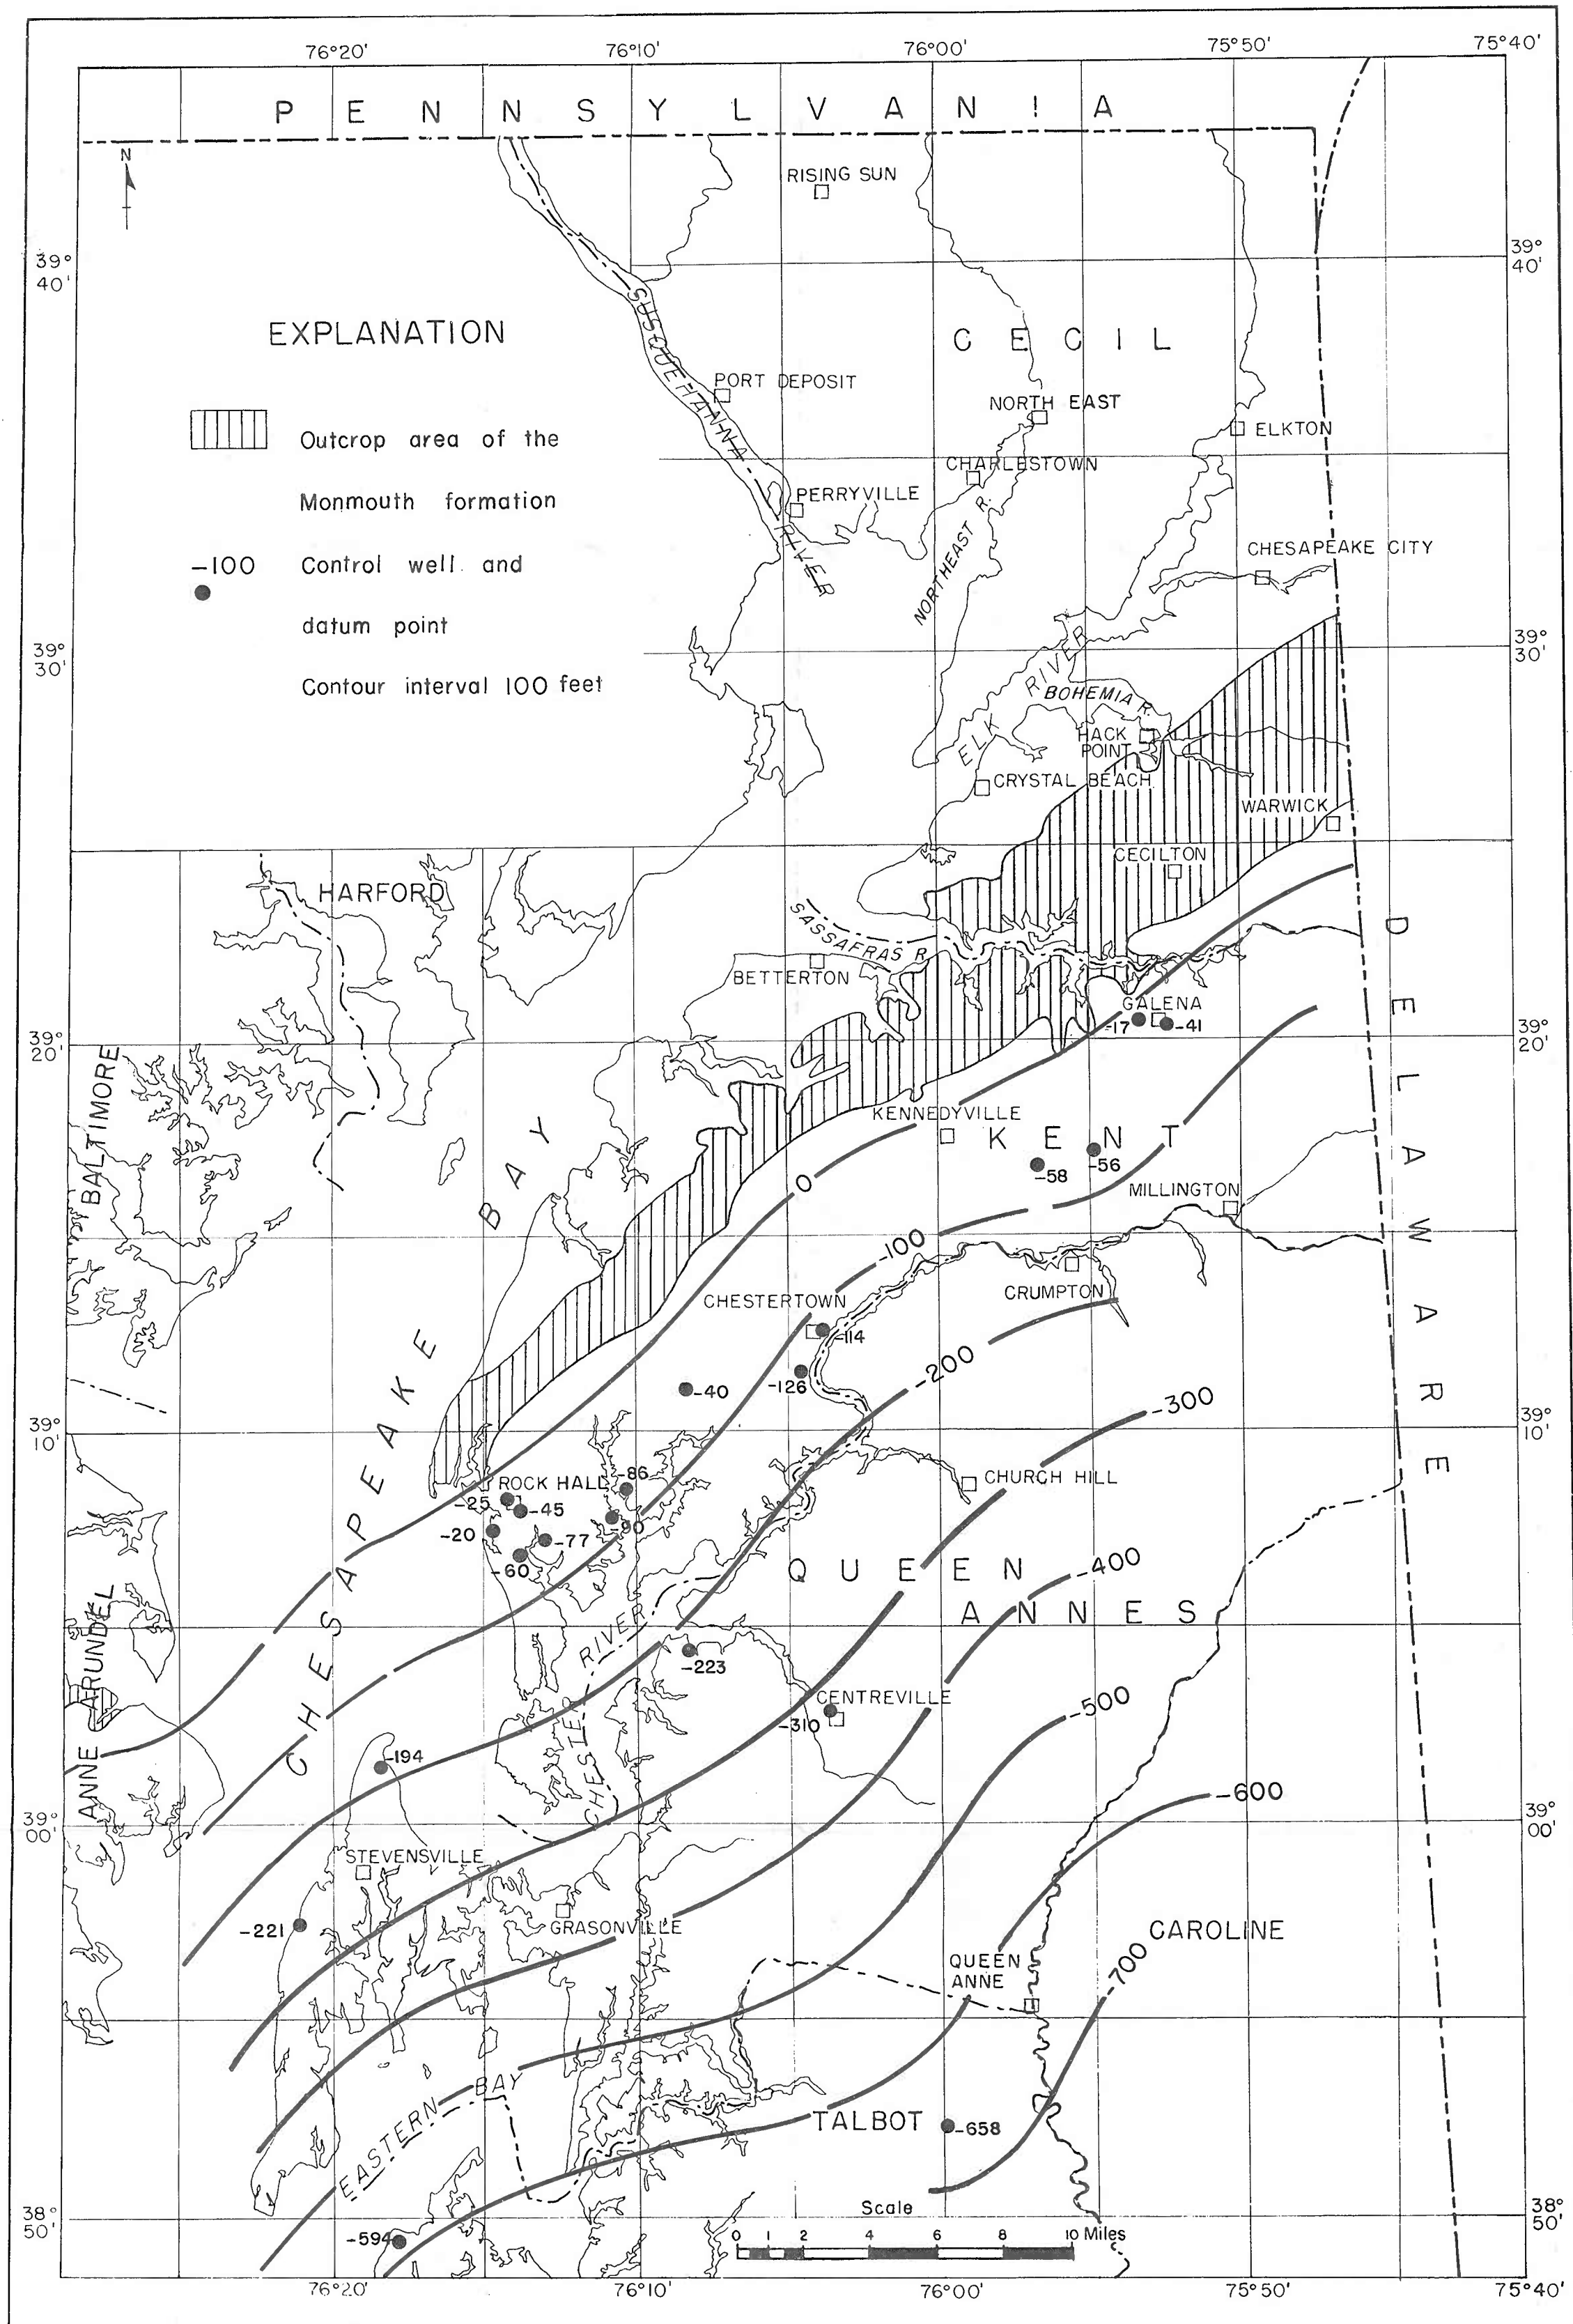 76°20' 76°10' 76°00' 75°50' 75°40'
PENNSYLVANIA
N
RISING SUN
39° 40'
39° 40'
SUSQUEHANNA RIVER
EXPLANATION
CECIL
PORT DEPOSIT
NORTH EAST
Outcrop area of the
Monmouth formation
ELKTON
CHARLESTOWN
PERRYVILLE
NORTHEAST R.
-100 Control well and
datum point
Contour interval 100 feet
CHESAPEAKE CITY
39° 30'
39° 30'
ELK RIVER
BOHEMIA R.
HACK
POINT
CRYSTAL BEACH
WARWICK
CECILTON
HARFORD
SASSAFRAS R.
BETTERTON
DELAWARE
GALENA
-17
-41
39° 20'
39° 20'
BALTIMORE
KENNEDYVILLE
KENT
-58
-56
0
MILLINGTON
CHESAPEAKE BAY
-100
CRUMPTON
CHESTERTOWN
-114
-126
-40
-200
-300
39° 10'
39° 10'
ROCK HALL
-86
-25
-45
-20
-90
-77
-60
CHURCH HILL
QUEEN
ANNES
-400
ANNE ARUNDEL
CHESTER RIVER
-223
CENTREVILLE
-310
-500
-194
-600
39° 00'
39° 00'
STEVENSVILLE
-221
GRASONVILLE
CAROLINE
QUEEN
ANNE
-700
EASTERN BAY
TALBOT
-658
38° 50'
38° 50'
-594
Scale
0 1 2 4 6 8 10 Miles
76°20' 76°10' 76°00' 75°50' 75°40'